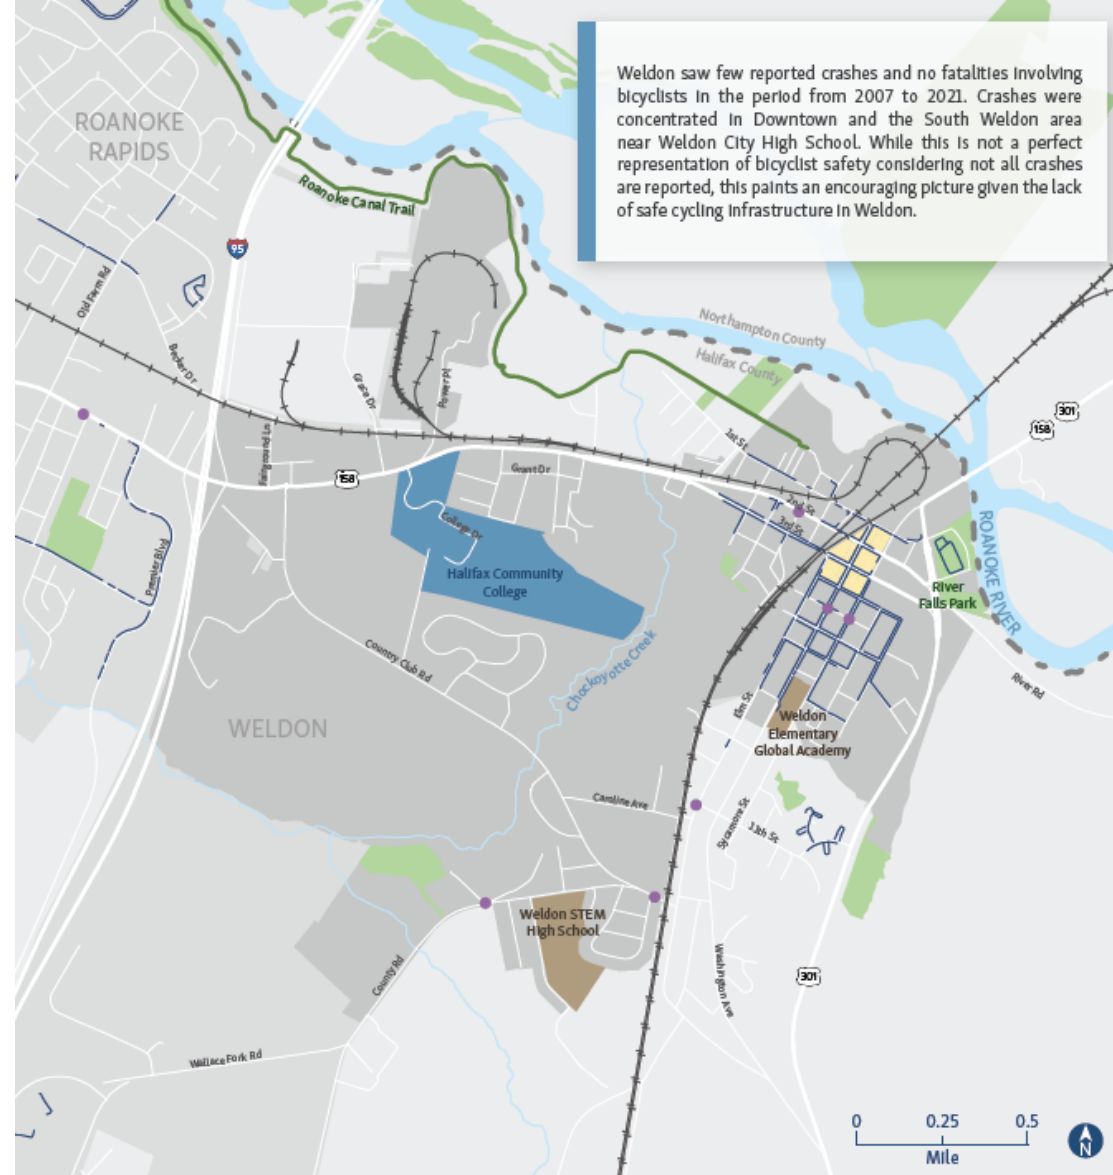 Weldon saw few reported crashes and no fatalities involving
bicyclists in the period from 2007 to 2021. Crashes were
concentrated in Downtown and the South Weldon area
near Weldon City High School. While this is not a perfect
representation of bicyclist safety considering not all crashes
are reported, this paints an encouraging picture given the lack
of safe cycling infrastructure in Weldon.
ROANOKE
RAPIDS
Roanoke Canal Trail
95
Old Farm Rd
Becker Dr
Grace Dr
Power Pl
Northampton County
Halifax County
301
158
1st St
Fairground Ln
158
Grant Dr
2nd St
3rd St
College Dr
ROANOKE RIVER
Premier Blvd
Halifax Community
College
River
Falls Park
Country Club Rd
Chockoyotte Creek
River Rd
WELDON
Elm St
Weldon
Elementary
Global Academy
Caroline Ave
Sycamore St
13th St
Weldon STEM
High School
County Rd
Washington Ave
301
Wallace Fork Rd
0 0.25 0.5
Mile
N